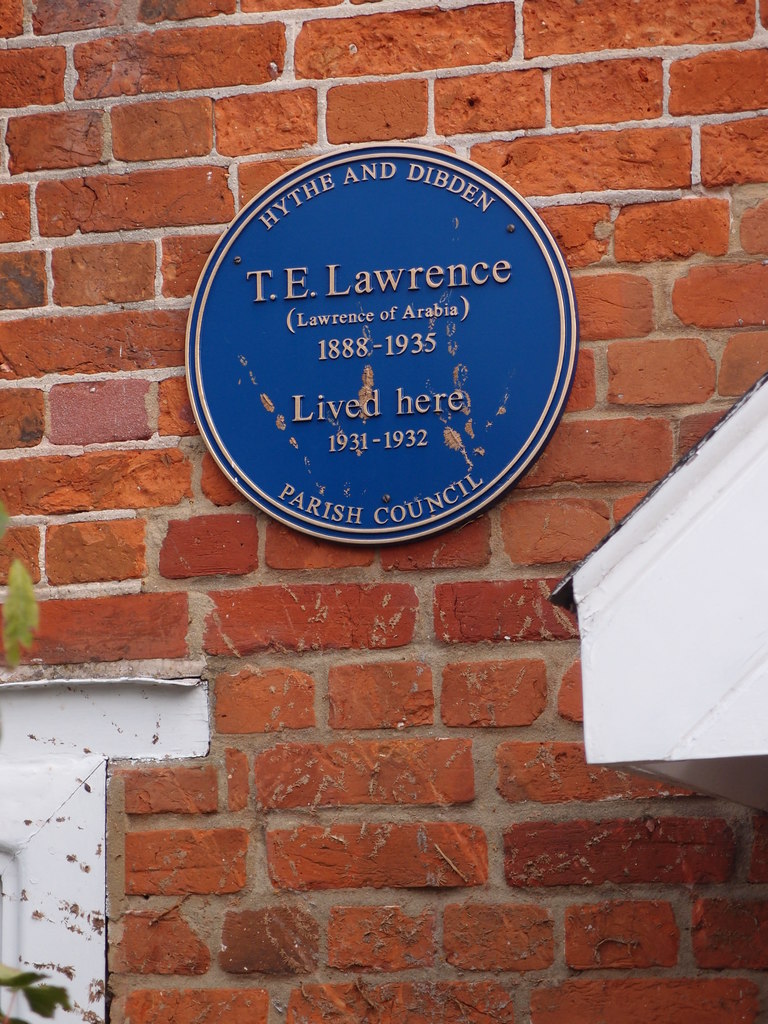 HYTHE AND DIBDEN
T.E. Lawrence
(Lawrence of Arabia)
1888-1935
Lived here
1931-1932
PARISH COUNCIL